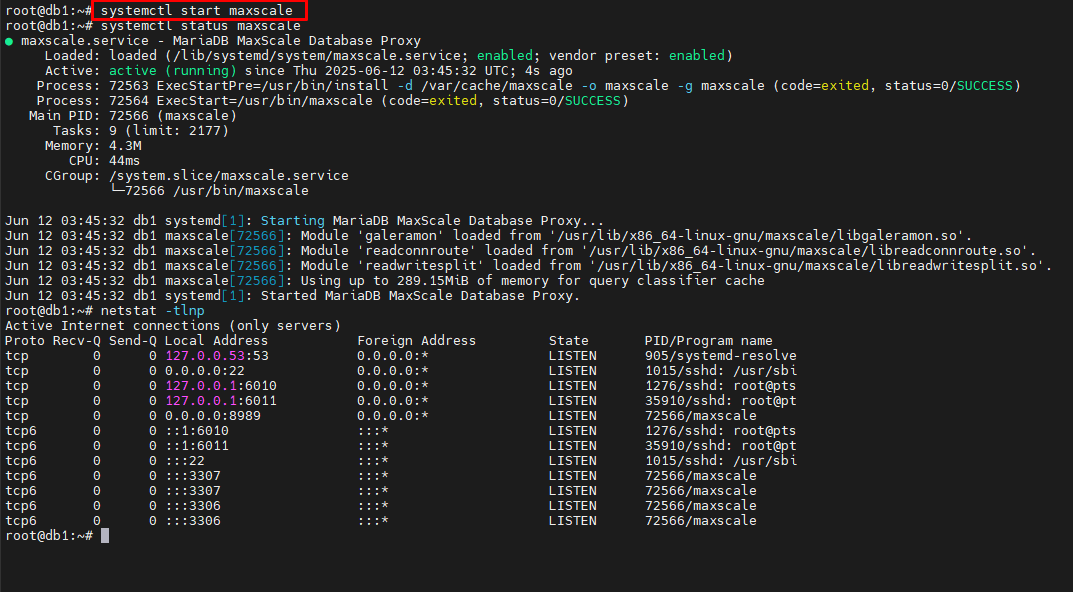 root@db1:~# systemctl start maxscale
root@db1:~# systemctl status maxscale
● maxscale.service - MariaDB MaxScale Database Proxy
     Loaded: loaded (/lib/systemd/system/maxscale.service; enabled; vendor preset: enabled)
     Active: active (running) since Thu 2025-06-12 03:45:32 UTC; 4s ago
    Process: 72563 ExecStartPre=/usr/bin/install -d /var/cache/maxscale -o maxscale -g maxscale (code=exited, status=0/SUCCESS)
    Process: 72564 ExecStart=/usr/bin/maxscale (code=exited, status=0/SUCCESS)
   Main PID: 72566 (maxscale)
      Tasks: 9 (limit: 2177)
     Memory: 4.3M
        CPU: 44ms
     CGroup: /system.slice/maxscale.service
             └─72566 /usr/bin/maxscale

Jun 12 03:45:32 db1 systemd[1]: Starting MariaDB MaxScale Database Proxy...
Jun 12 03:45:32 db1 maxscale[72566]: Module 'galeramon' loaded from '/usr/lib/x86_64-linux-gnu/maxscale/libgaleramon.so'.
Jun 12 03:45:32 db1 maxscale[72566]: Module 'readconnroute' loaded from '/usr/lib/x86_64-linux-gnu/maxscale/libreadconnroute.so'.
Jun 12 03:45:32 db1 maxscale[72566]: Module 'readwritesplit' loaded from '/usr/lib/x86_64-linux-gnu/maxscale/libreadwritesplit.so'.
Jun 12 03:45:32 db1 maxscale[72566]: Using up to 289.15MiB of memory for query classifier cache
Jun 12 03:45:32 db1 systemd[1]: Started MariaDB MaxScale Database Proxy.
root@db1:~# netstat -tlnp
Active Internet connections (only servers)
Proto Recv-Q Send-Q Local Address           Foreign Address         State       PID/Program name
tcp        0      0 127.0.0.53:53           0.0.0.0:*               LISTEN      905/systemd-resolve
tcp        0      0 0.0.0.0:22              0.0.0.0:*               LISTEN      1015/sshd: /usr/sbi
tcp        0      0 127.0.0.1:6010          0.0.0.0:*               LISTEN      1276/sshd: root@pts
tcp        0      0 127.0.0.1:6011          0.0.0.0:*               LISTEN      35910/sshd: root@pt
tcp        0      0 0.0.0.0:8989            0.0.0.0:*               LISTEN      72566/maxscale
tcp6       0      0 ::1:6010                :::*                    LISTEN      1276/sshd: root@pts
tcp6       0      0 ::1:6011                :::*                    LISTEN      35910/sshd: root@pt
tcp6       0      0 :::22                   :::*                    LISTEN      1015/sshd: /usr/sbi
tcp6       0      0 :::3307                 :::*                    LISTEN      72566/maxscale
tcp6       0      0 :::3307                 :::*                    LISTEN      72566/maxscale
tcp6       0      0 :::3306                 :::*                    LISTEN      72566/maxscale
tcp6       0      0 :::3306                 :::*                    LISTEN      72566/maxscale
root@db1:~#